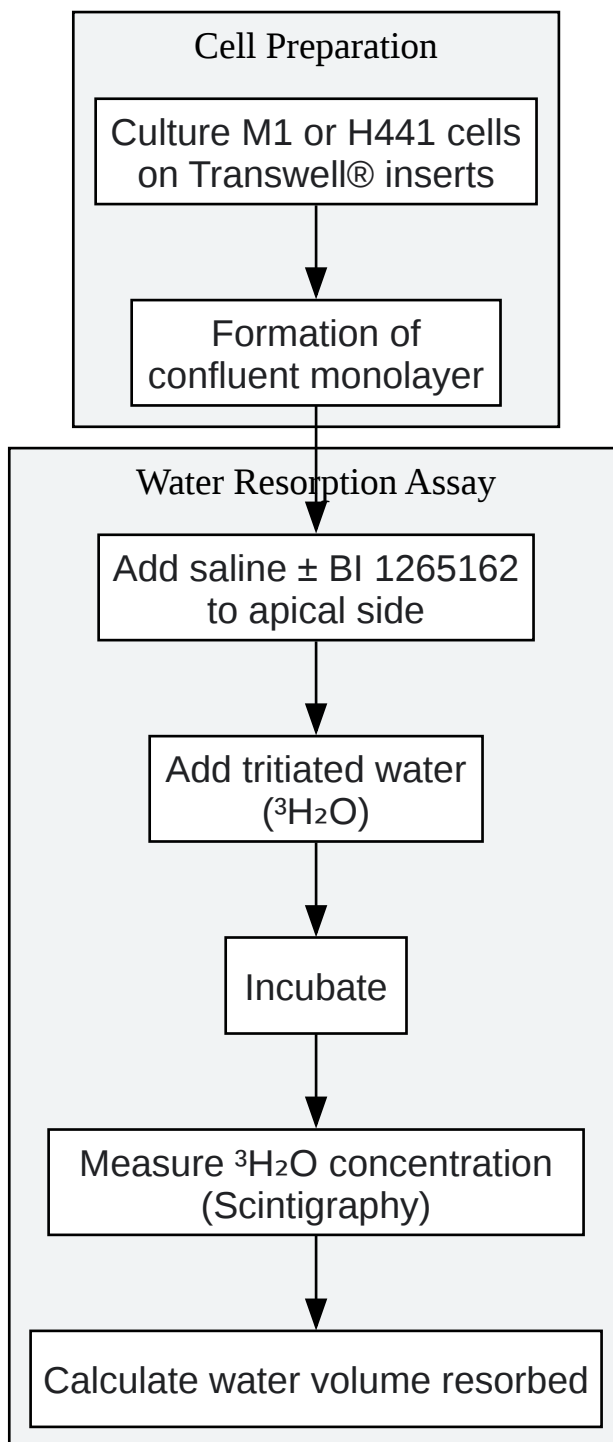 Cell Preparation
Culture M1 or H441 cells
on Transwell® inserts
Formation of
confluent monolayer
Water Resorption Assay
Add saline ± BI 1265162
to apical side
Add tritiated water
(³H₂O)
Incubate
Measure ³H₂O concentration
(Scintigraphy)
Calculate water volume resorbed